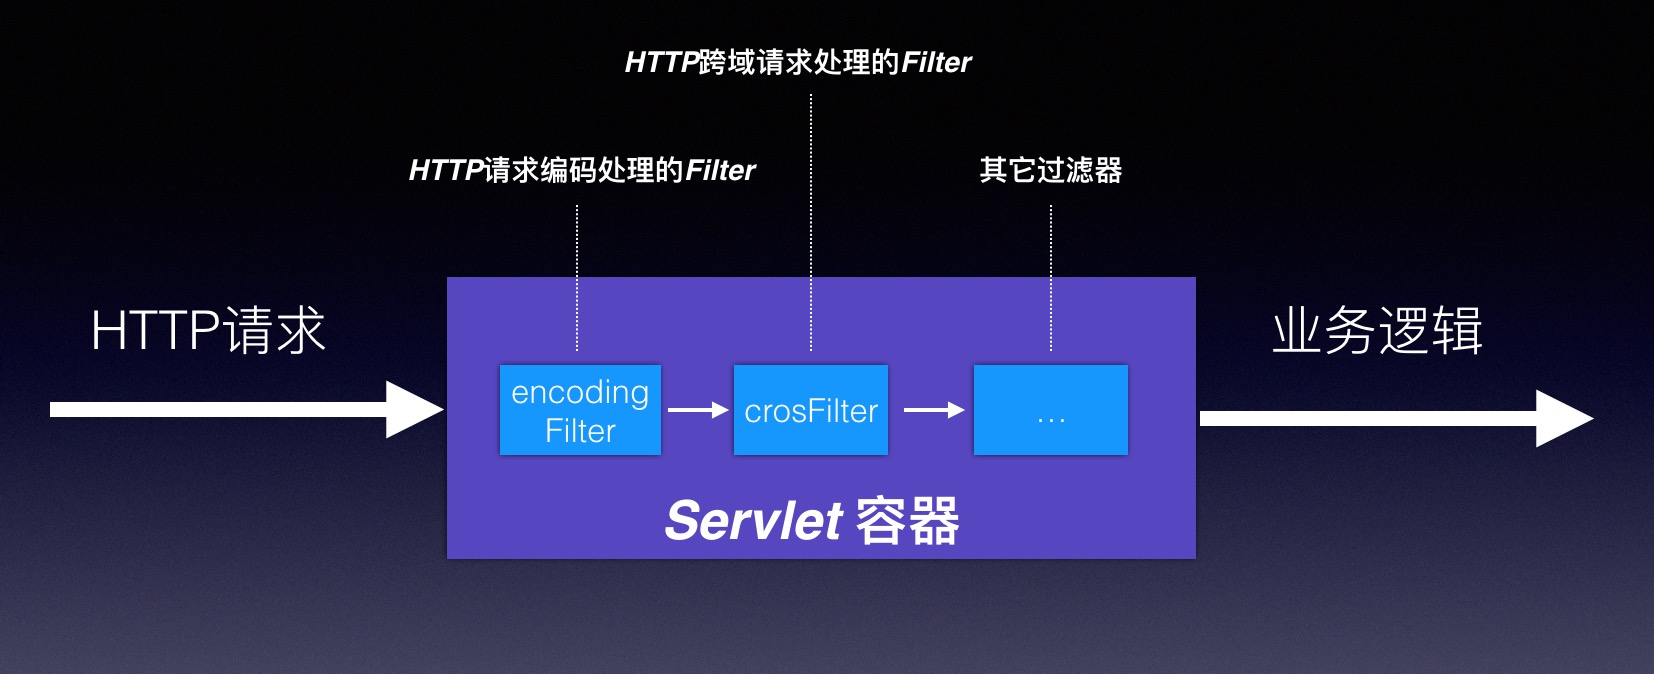 HTTP跨域请求处理的Filter
HTTP请求编码处理的Filter
其它过滤器
HTTP请求
业务逻辑
encoding
Filter
crosFilter
...
Servlet 容器